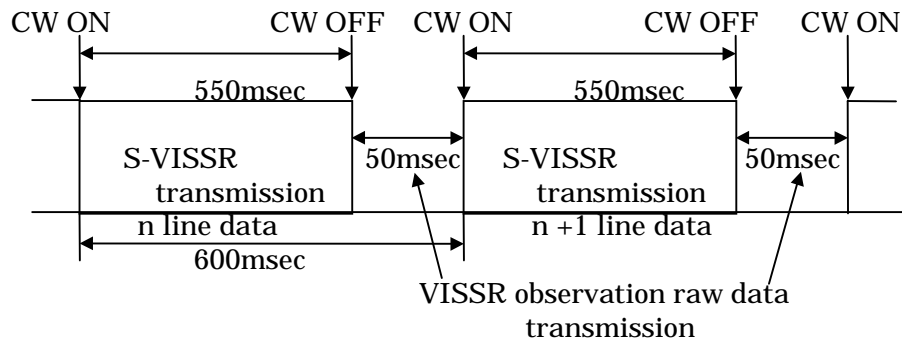 CW ON CW OFF CW ON CW OFF CW ON
550msec 550msec
S-VISSR 50msec S-VISSR 50msec
transmission transmission
n line data n +1 line data
600msec
VISSR observation raw data
transmission